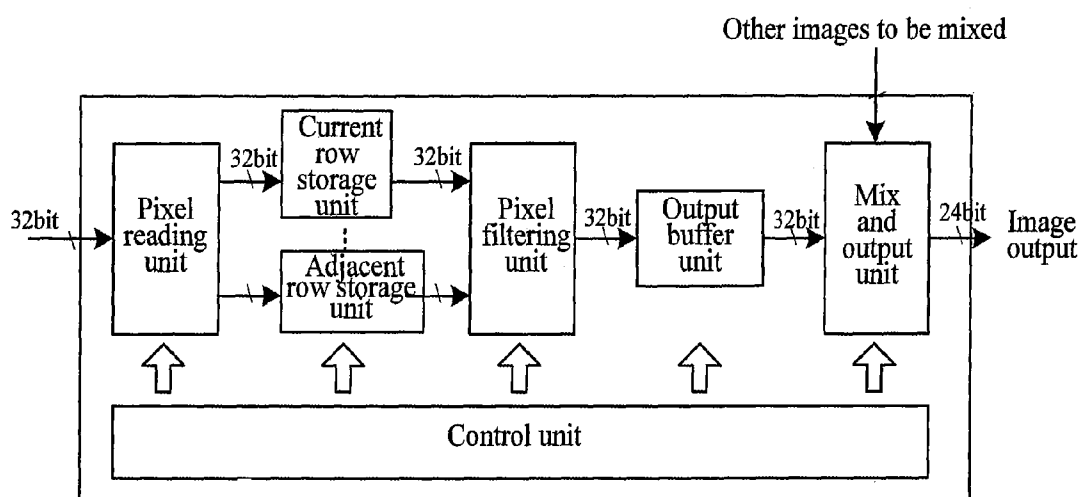 Other images to be mixed
32bit
Pixel
reading
unit
32bit
Current
row
storage
unit
32bit
Adjacent
row storage
unit
Pixel
filtering
unit
32bit
Output
buffer
unit
32bit
Mix
and
output
unit
24bit
Image
output
Control unit